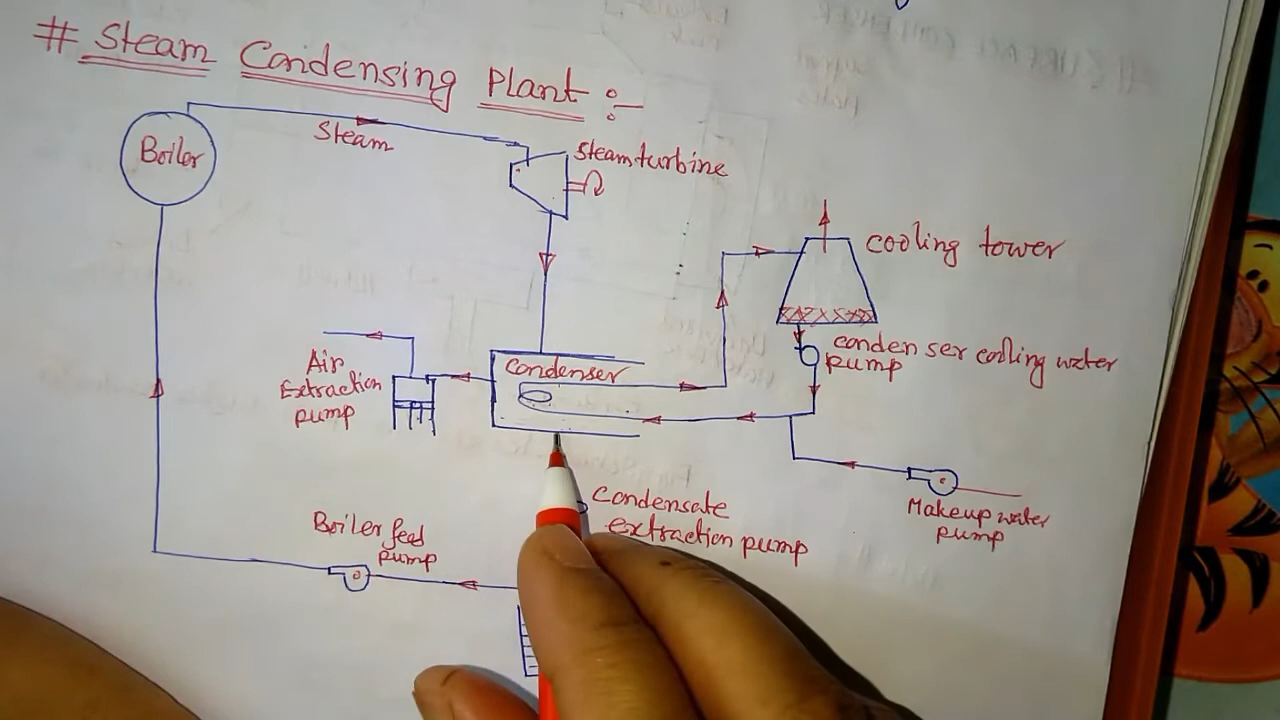 # Steam Condensing Plant :-
Boiler
Steam
Steam turbine
cooling tower
condenser cooling water
pump
Condenser
Air
Extraction
pump
Condensate
extraction pump
Makeup water
pump
Boiler feed
pump